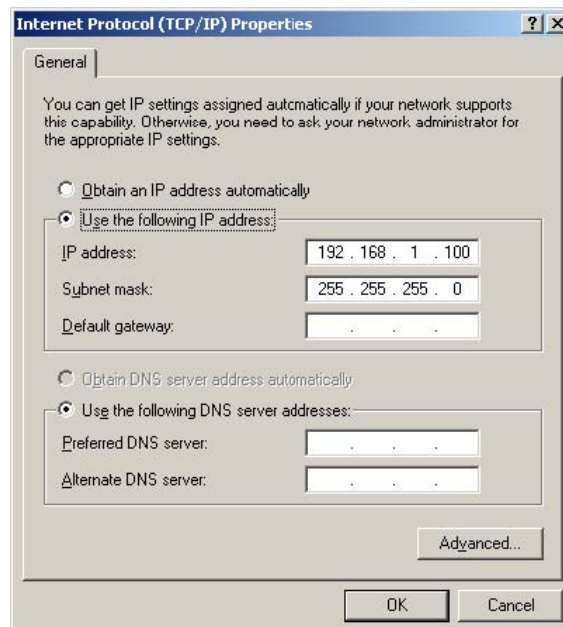 Internet Protocol (TCP/IP) Properties
General
You can get IP settings assigned automatically if your network supports
this capability. Otherwise, you need to ask your network administrator for
the appropriate IP settings.
Obtain an IP address automatically
Use the following IP address:
IP address: 192 . 168 . 1 . 100
Subnet mask: 255 . 255 . 255 . 0
Default gateway: . . .
Obtain DNS server address automatically
Use the following DNS server addresses:
Preferred DNS server: . . .
Alternate DNS server: . . .
Advanced...
OK Cancel